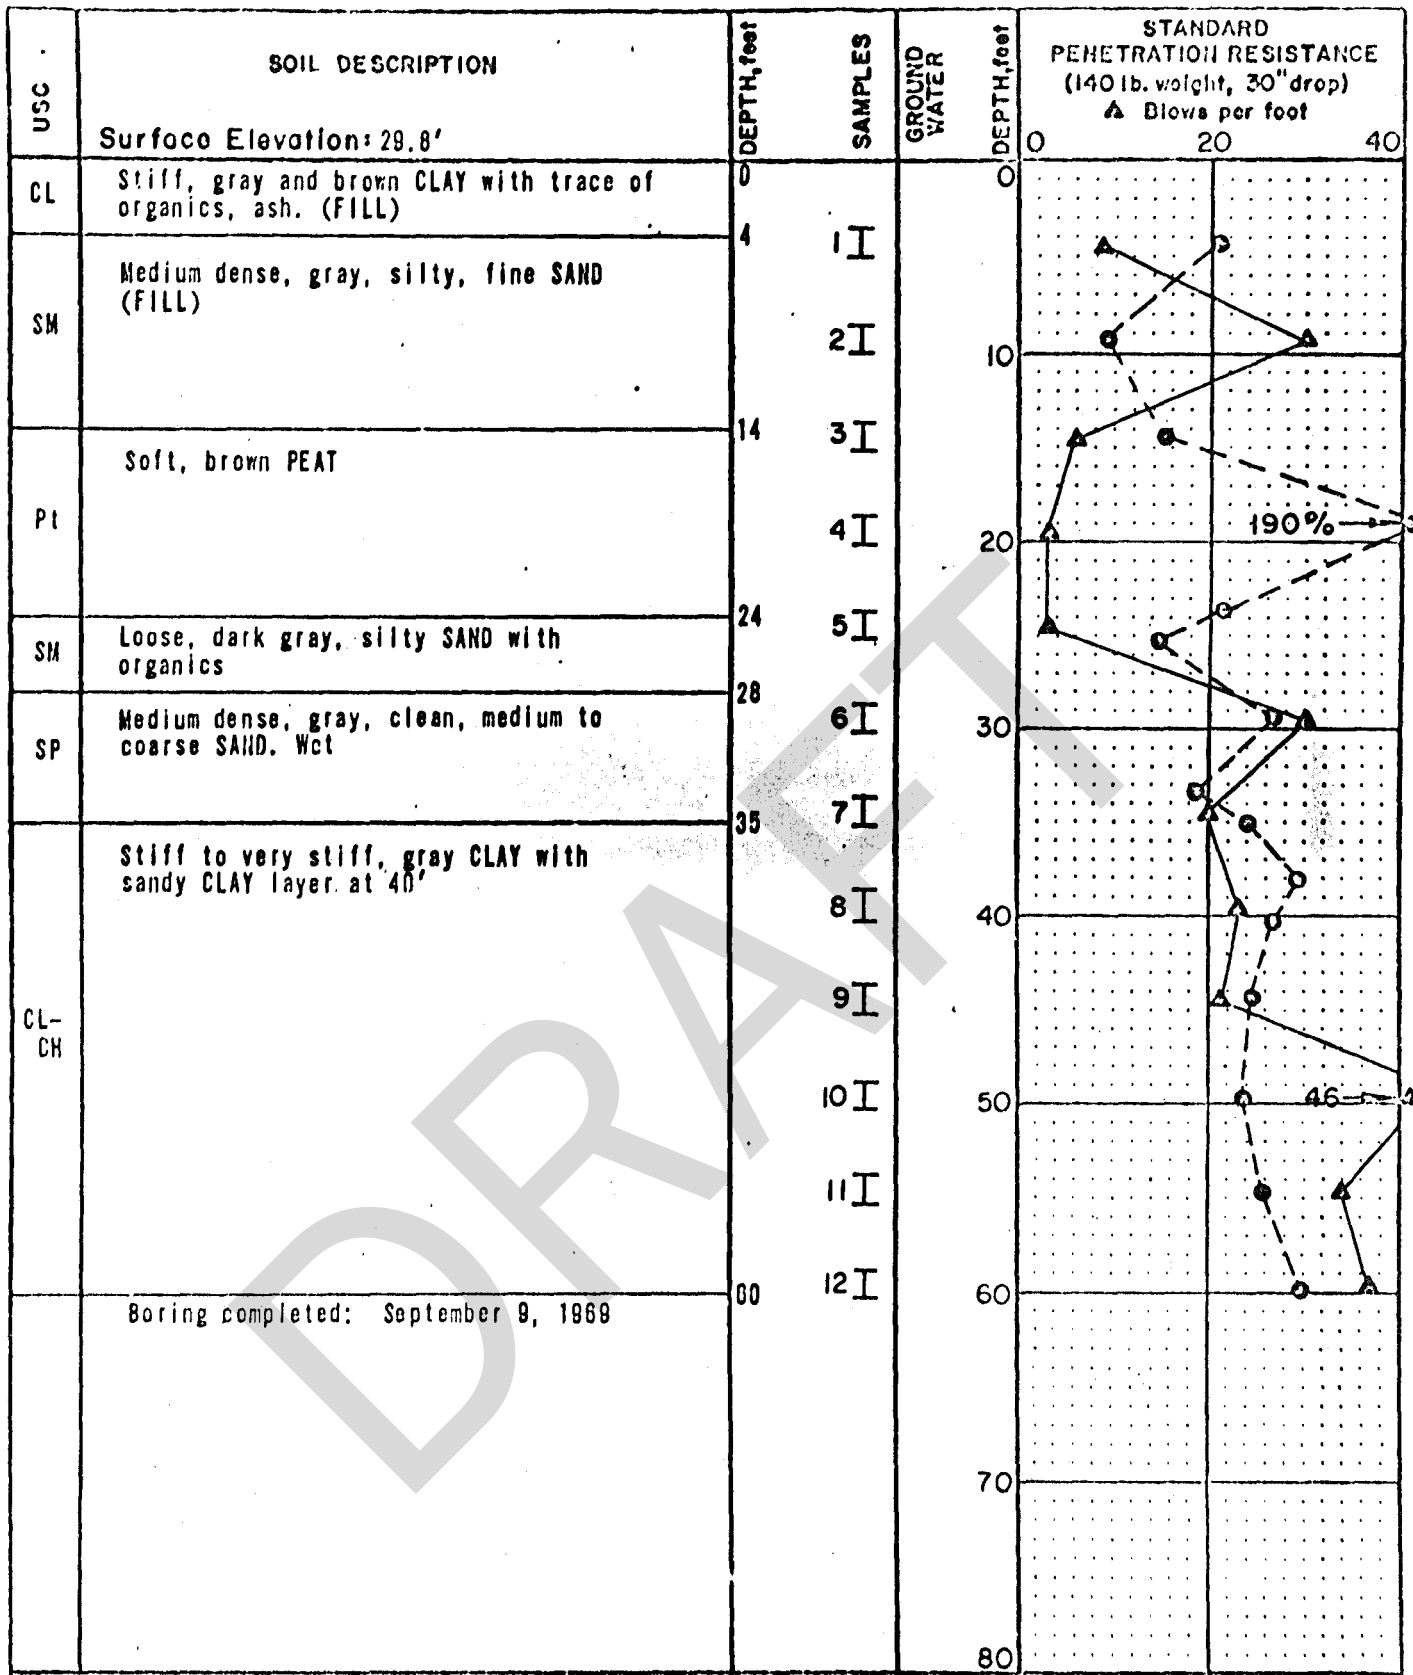 USC
SOIL DESCRIPTION
Surface Elevation: 29.8'
DEPTH, feet
SAMPLES
GROUND
WATER
DEPTH, feet
STANDARD
PENETRATION RESISTANCE
(140 lb. weight, 30" drop)
▲ Blows per foot
0 20 40
CL
Stiff, gray and brown CLAY with trace of
organics, ash. (FILL)
0
0
4
1
SM
Medium dense, gray, silty, fine SAND
(FILL)
2
10
14
3
Pt
Soft, brown PEAT
4
190%
20
24
5
SM
Loose, dark gray, silty SAND with
organics
28
SP
Medium dense, gray, clean, medium to
coarse SAND. Wet
6
30
7
35
CL-
CH
Stiff to very stiff, gray CLAY with
sandy CLAY layer at 40'
8
40
9
10
46
50
11
12
60
60
Boring completed: September 9, 1969
70
80
DRAFT